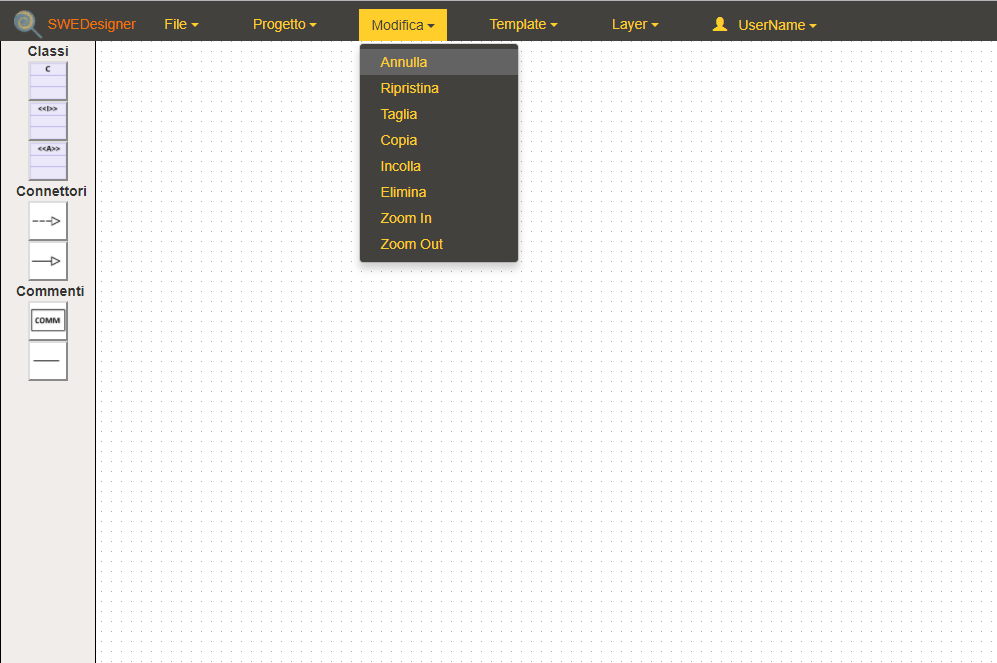 SWEDesigner File Progetto Modifica Template Layer UserName
Classi
C
<<I>>
<<A>>
Connettori
Commenti
COMM
Annulla
Ripristina
Taglia
Copia
Incolla
Elimina
Zoom In
Zoom Out